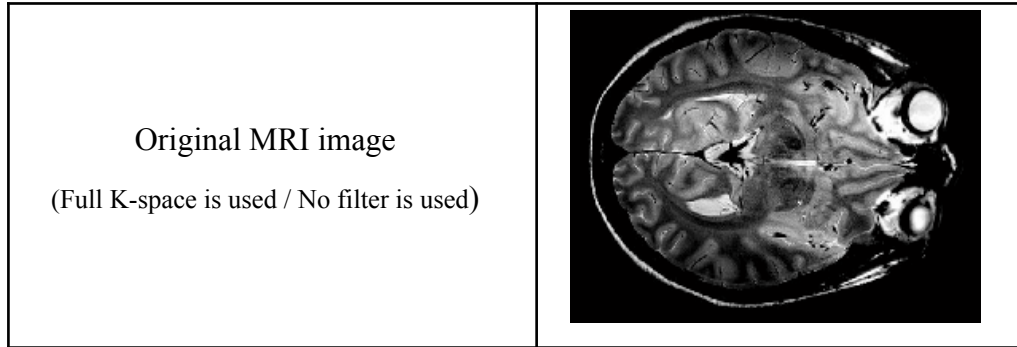 Original MRI image
(Full K-space is used / No filter is used)